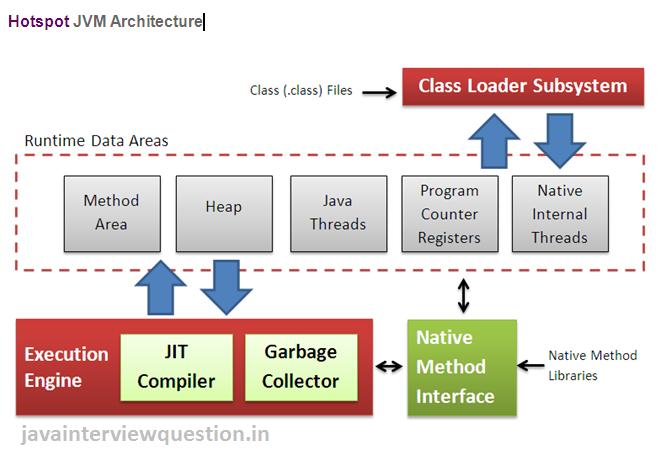 Hotspot JVM Architecture
Class (.class) Files
Class Loader Subsystem
Runtime Data Areas
Method
Area
Heap
Java
Threads
Program
Counter
Registers
Native
Internal
Threads
Execution
Engine
JIT
Compiler
Garbage
Collector
Native
Method
Interface
Native Method
Libraries
javainterviewquestion.in